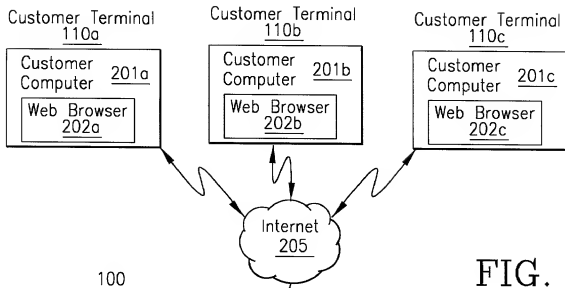 Customer Terminal
110a
Customer
Computer 201a
Web Browser
202a
Customer Terminal
110b
Customer
Computer 201b
Web Browser
202b
Customer Terminal
110c
Customer
Computer 201c
Web Browser
202c
Internet
205
100
FIG.